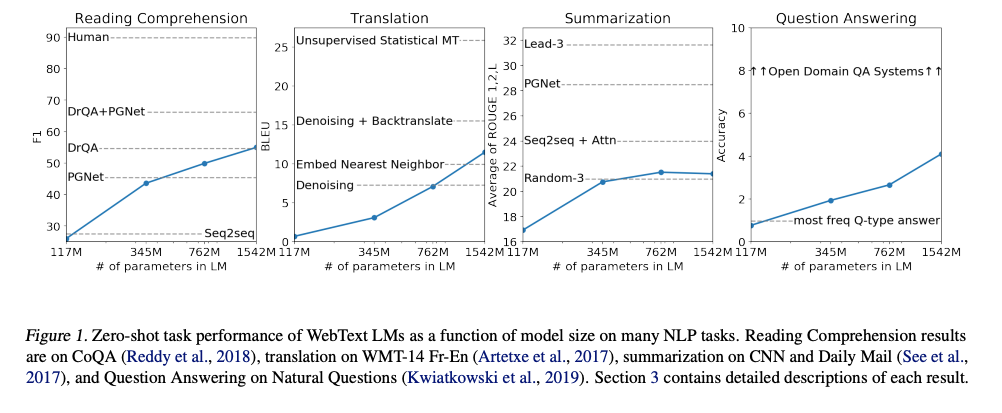 Reading Comprehension
90
80
70
60
50
40
30
F1
Human
DrQA+PGNet
DrQA
PGNet
Seq2seq
117M 345M 762M 1542M
# of parameters in LM
Translation
25
20
15
10
5
0
BLEU
Unsupervised Statistical MT
Denoising + Backtranslate
Embed Nearest Neighbor
Denoising
117M 345M 762M 1542M
# of parameters in LM
Summarization
32
30
28
26
24
22
20
18
16
Average of ROUGE 1,2,L
Lead-3
PGNet
Seq2seq + Attn
Random-3
117M 345M 762M 1542M
# of parameters in LM
Question Answering
10
8
6
4
2
0
Accuracy
↑↑Open Domain QA Systems↑↑
most freq Q-type answer
117M 345M 762M 1542M
# of parameters in LM
Figure 1. Zero-shot task performance of WebText LMs as a function of model size on many NLP tasks. Reading Comprehension results
are on CoQA (Reddy et al., 2018), translation on WMT-14 Fr-En (Artetxe et al., 2017), summarization on CNN and Daily Mail (See et al.,
2017), and Question Answering on Natural Questions (Kwiatkowski et al., 2019). Section 3 contains detailed descriptions of each result.